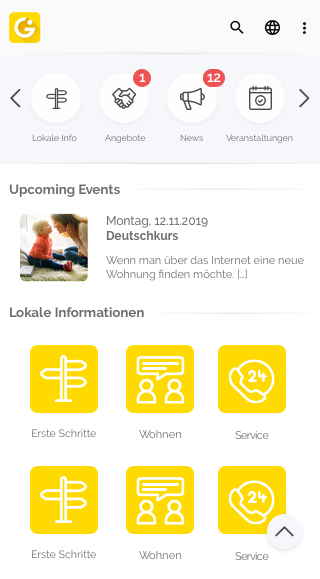 G
1
12
Lokale Info
Angebote
News
Veranstaltungen
Upcoming Events
Montag, 12.11.2019
Deutschkurs
Wenn man über das Internet eine neue
Wohnung finden möchte. [...]
Lokale Informationen
24
Erste Schritte
Wohnen
Service
24
Erste Schritte
Wohnen
Service